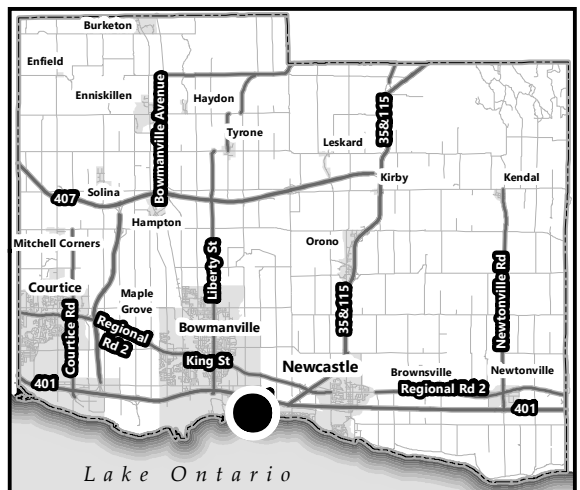 Burketon
Enfield
Enniskillen
Bowmanville Avenue
Haydon
35&115
Tyrone
Leskard
Kirby
Kendal
407
Solina
Hampton
Mitchell Corners
Orono
Liberty St
Newtonville Rd
Courtice
Maple
Grove
35&115
Courtice Rd
Regional
Rd 2
Bowmanville
King St
Newcastle
Brownsville
Newtonville
401
Regional Rd 2
401
Lake Ontario